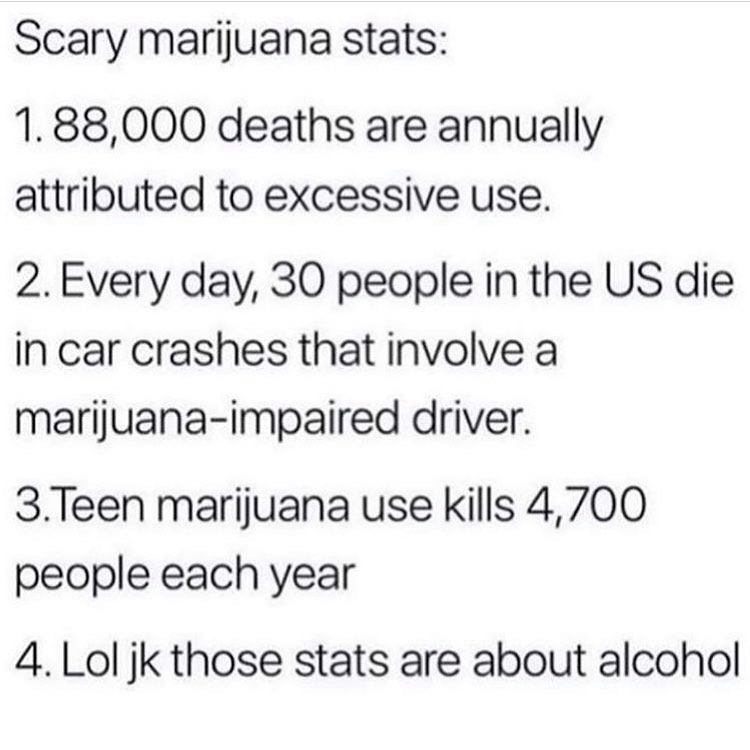 Scary marijuana stats:
1. 88,000 deaths are annually
attributed to excessive use.
2. Every day, 30 people in the US die
in car crashes that involve a
marijuana-impaired driver.
3.Teen marijuana use kills 4,700
people each year
4. Lol jk those stats are about alcohol